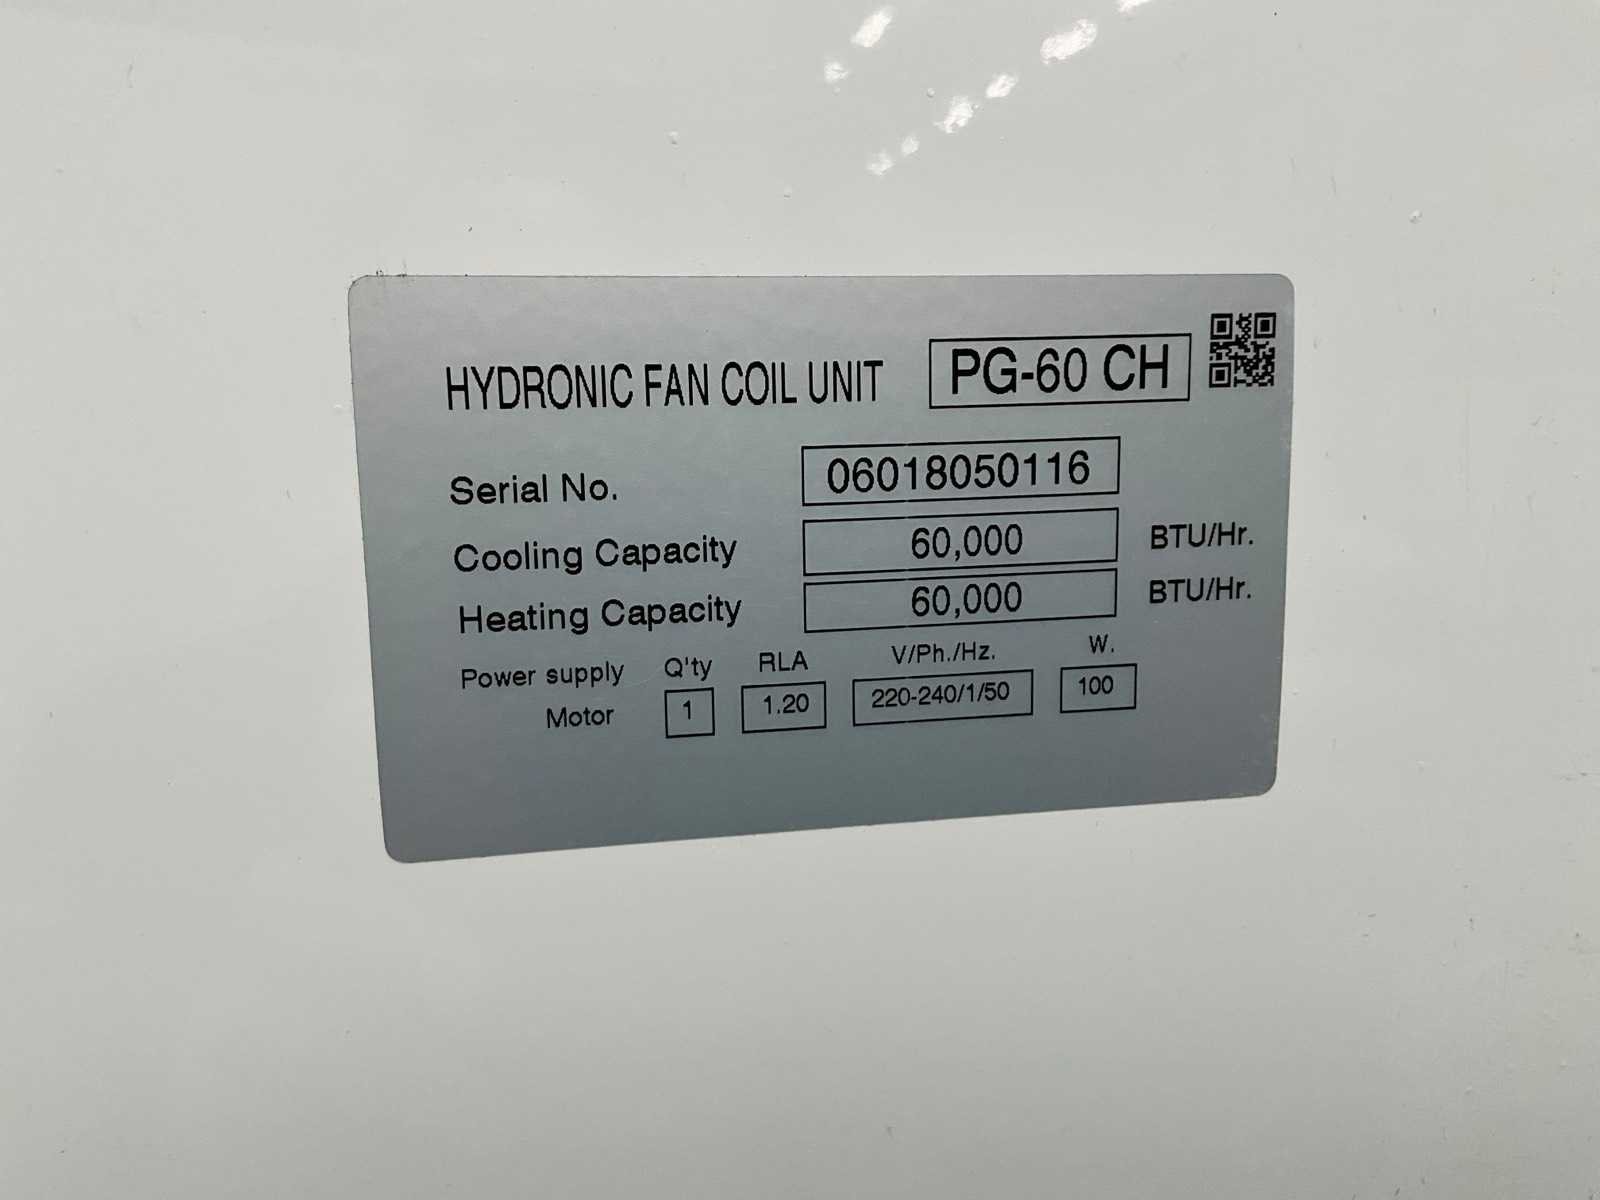 HYDRONIC FAN COIL UNIT PG-60 CH
Serial No. 06018050116
Cooling Capacity 60,000 BTU/Hr.
Heating Capacity 60,000 BTU/Hr.
Power supply Q'ty RLA V/Ph./Hz. W.
Motor 1 1.20 220-240/1/50 100